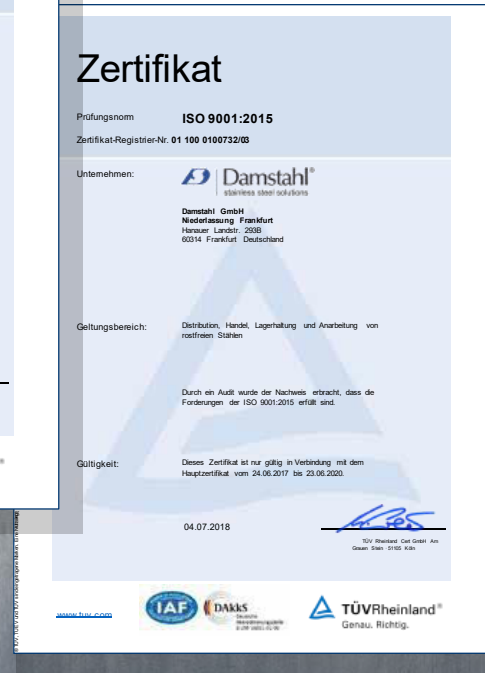 Zertifikat
Prüfungsnorm ISO 9001:2015
Zertifikat-Registrier-Nr. 01 100 0100732/03
Unternehmen: Damstahl®
stainless steel solutions
Damstahl GmbH
Niederlassung Frankfurt
Hanauer Landstr. 293B
60314 Frankfurt Deutschland
Geltungsbereich: Distribution, Handel, Lagerhaltung und Anarbeitung von
rostfreien Stählen
Durch ein Audit wurde der Nachweis erbracht, dass die
Forderungen der ISO 9001:2015 erfüllt sind.
Gültigkeit: Dieses Zertifikat ist nur gültig in Verbindung mit dem
Hauptzertifikat vom 24.06.2017 bis 23.06.2020.
04.07.2018
TÜV Rheinland Cert GmbH Am
Grauen Stein · 51105 Köln
www.tuv.com
IAF
DAkkS
Deutsche
Akkreditierungsstelle
TÜVRheinland®
Genau. Richtig.